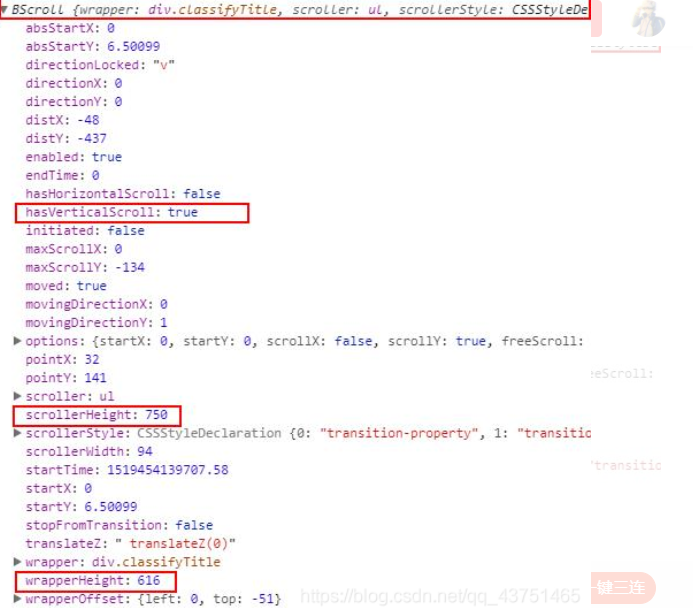 ▼ BScroll {wrapper: div.classifyTitle, scroller: ul, scrollerStyle: CSSStyleDe
absStartX: 0
absStartY: 6.50099
directionLocked: "v"
directionX: 0
directionY: 0
distX: -48
distY: -437
enabled: true
endTime: 0
hasHorizontalScroll: false
hasVerticalScroll: true
initiated: false
maxScrollX: 0
maxScrollY: -134
moved: true
movingDirectionX: 0
movingDirectionY: 1
▶ options: {startX: 0, startY: 0, scrollX: false, scrollY: true, freeScroll:
pointX: 32
eeScroll:
pointY: 141
▶ scroller: ul
scrollerHeight: 750
▶ scrollerStyle: CSSStyleDeclaration {0: "transition-property", 1: "transitio
scrollerWidth: 94
"transitio
startTime: 1519454139707.58
startX: 0
startY: 6.50099
stopFromTransition: false
translateZ: " translateZ(0)"
▶ wrapper: div.classifyTitle
wrapperHeight: 616
一键三连
▶ wrapperOffset: {left: 0, top: -51}
https://blog.csdn.net/qq_43751465